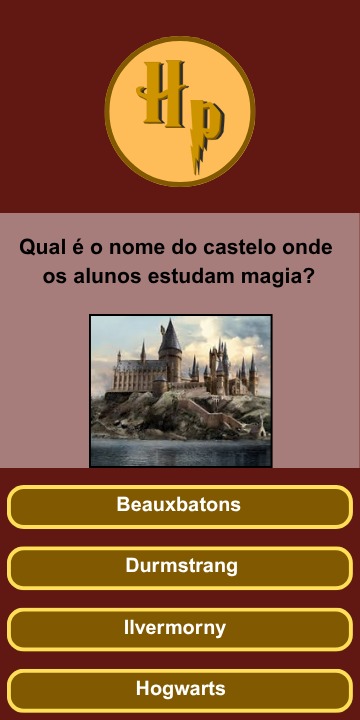 HP
Qual é o nome do castelo onde
os alunos estudam magia?
Beauxbatons
Durmstrang
Ilvermorny
Hogwarts